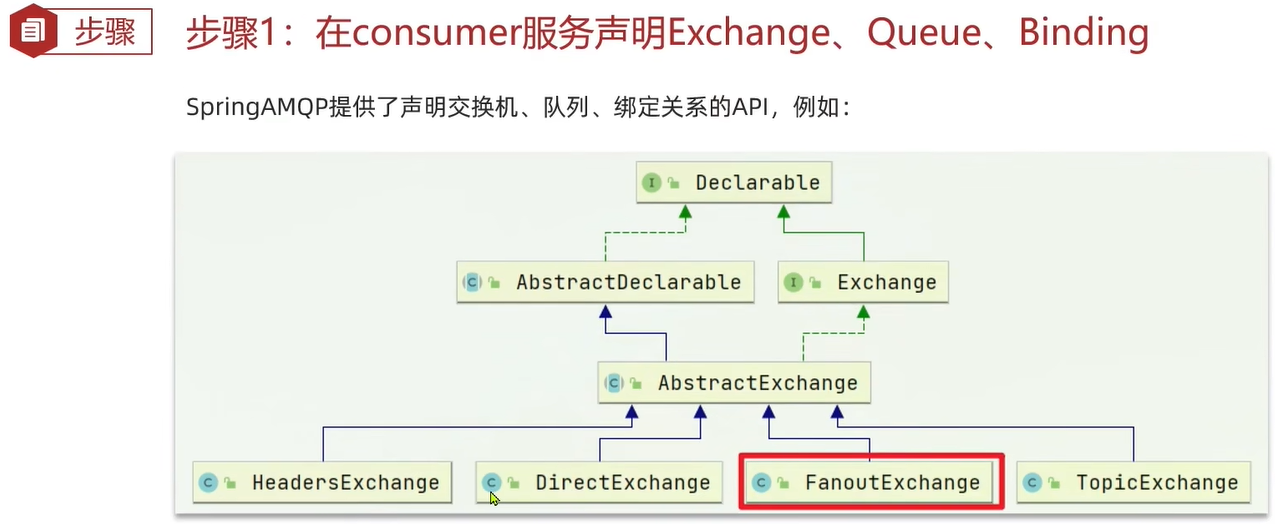 步骤
步骤1：在consumer服务声明Exchange、Queue、Binding
SpringAMQP提供了声明交换机、队列、绑定关系的API，例如：
I Declarable
C AbstractDeclarable
I Exchange
C AbstractExchange
C HeadersExchange
C DirectExchange
C FanoutExchange
C TopicExchange